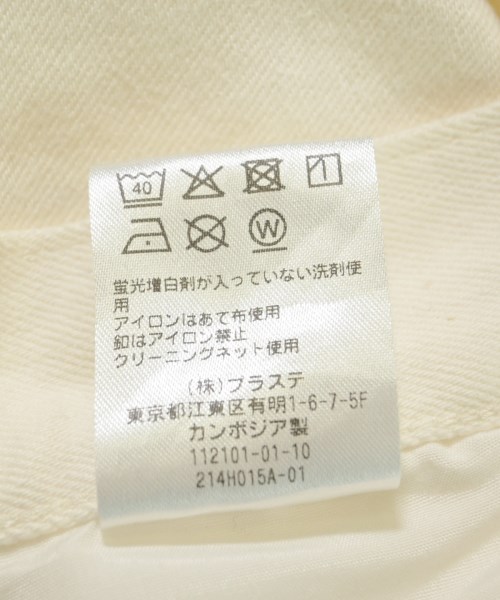 40
W
蛍光増白剤が入っていない洗剤使
用
アイロンはあて布使用
釦はアイロン禁止
クリーニングネット使用
(株)プラステ
東京都江東区有明1-6-7-5F
カンボジア製
112101-01-10
214H015A-01